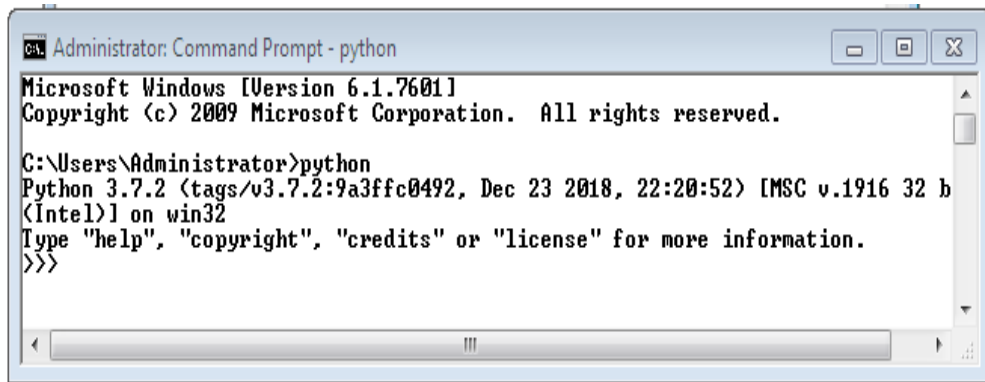 Administrator: Command Prompt - python
Microsoft Windows [Version 6.1.7601]
Copyright (c) 2009 Microsoft Corporation.  All rights reserved.
C:\Users\Administrator>python
Python 3.7.2 (tags/v3.7.2:9a3ffc0492, Dec 23 2018, 22:20:52) [MSC v.1916 32 b
(Intel)] on win32
Type "help", "copyright", "credits" or "license" for more information.
>>>